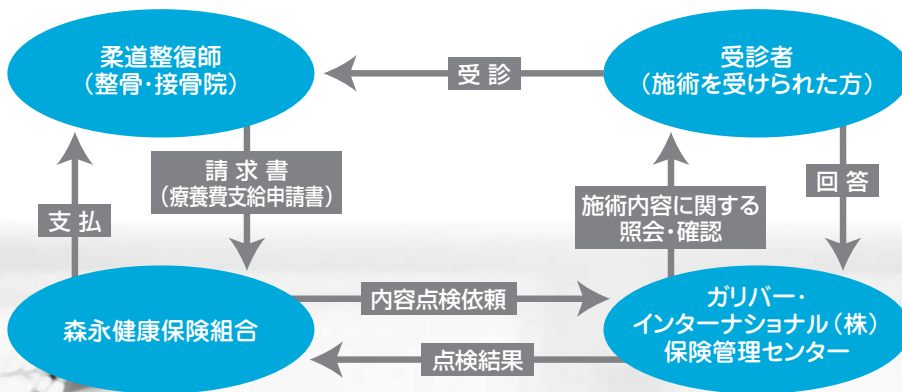 柔道整復師
（整骨･接骨院）
受 診
受診者
（施術を受けられた方）
請 求 書
（療養費支給申請書）
支 払
施術内容に関する
照会･確認
回 答
森永健康保険組合
内容点検依頼
点検結果
ガリバー･
インターナショナル（株）
保険管理センター